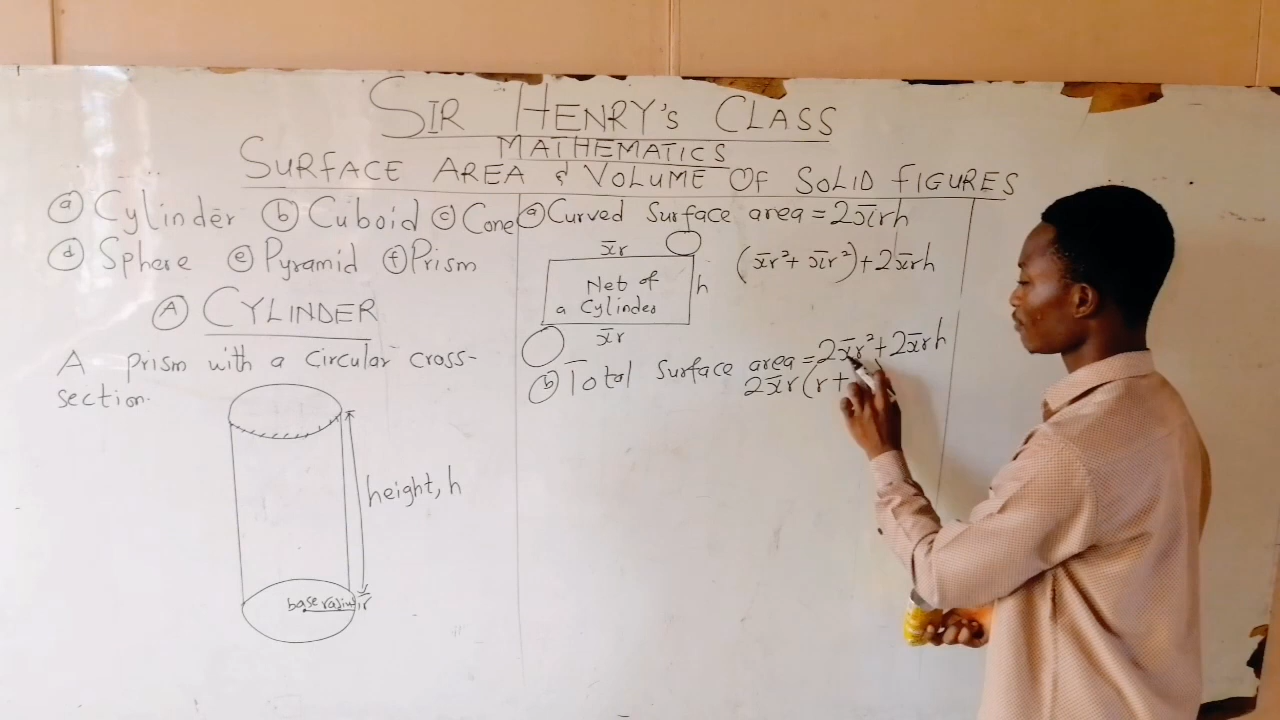 SIR HENRY'S CLASS
MATHEMATICS
SURFACE AREA & VOLUME OF SOLID FIGURES
ⓐ Cylinder ⓑ Cuboid ⓒ Cone
ⓓ Sphere ⓔ Pyramid ⓕ Prism
Ⓐ CYLINDER
A prism with a circular cross-
section.
height, h
base radius, r
ⓐ Curved Surface area = 2πrh
πr
Net of
a Cylinder
h
πr
(πr² + πr²) + 2πrh
ⓑ Total Surface area = 2πr² + 2πrh
2πr(r +